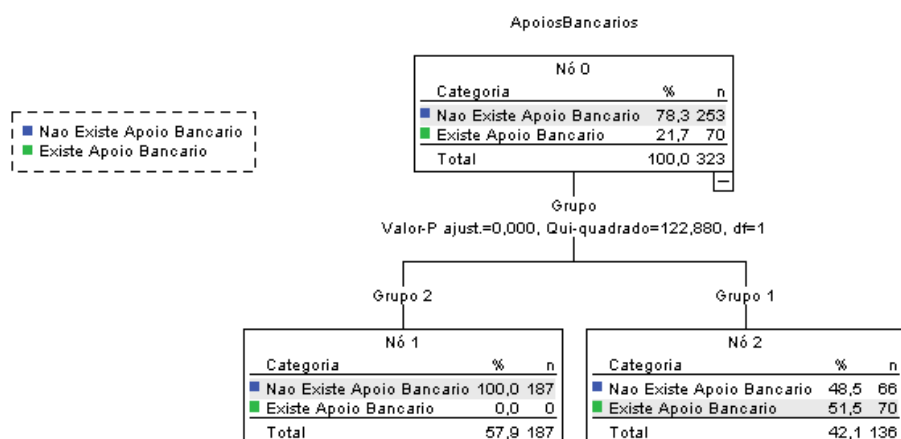 ApoiosBancarios
Nó 0
Categoria % n
Nao Existe Apoio Bancario 78,3 253
Existe Apoio Bancario 21,7 70
Total 100,0 323
Nao Existe Apoio Bancario
Existe Apoio Bancario
Grupo
Valor-P ajust.=0,000, Qui-quadrado=122,880, df=1
Grupo 2
Grupo 1
Nó 1
Categoria % n
Nao Existe Apoio Bancario 100,0 187
Existe Apoio Bancario 0,0 0
Total 57,9 187
Nó 2
Categoria % n
Nao Existe Apoio Bancario 48,5 66
Existe Apoio Bancario 51,5 70
Total 42,1 136